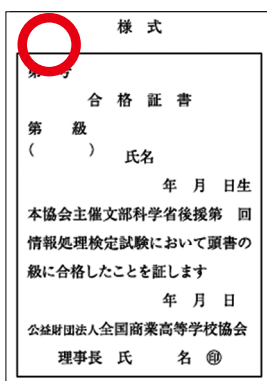 様 式
第 号
合 格 証 書
第 級
( )
氏名
年 月 日生
本協会主催文部科学省後援第 回
情報処理検定試験において頭書の
級に合格したことを証します
年 月 日
公益財団法人全国商業高等学校協会
理事長 氏 名 ㊞